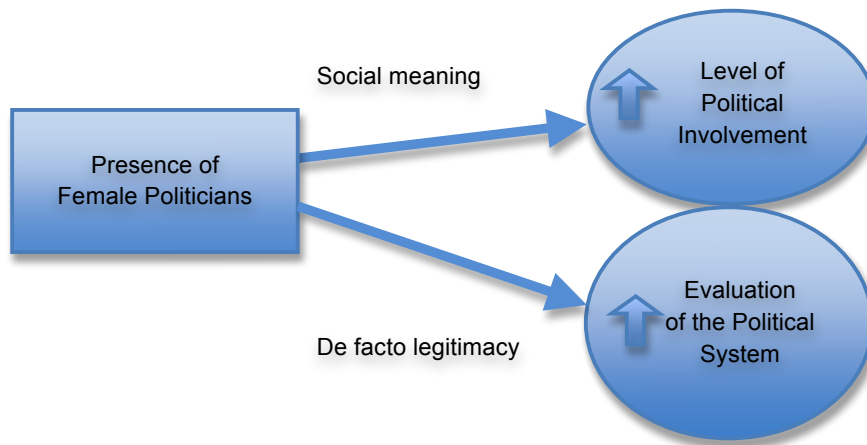 Social meaning
Level of
Political
Involvement
Presence of
Female Politicians
Evaluation
of the Political
System
De facto legitimacy